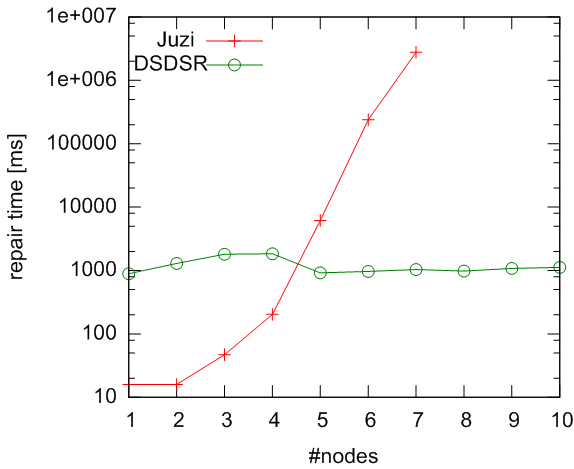 1e+007
Juzi
DSDSR
1e+006
100000
10000
1000
100
10
repair time [ms]
1 2 3 4 5 6 7 8 9 10
#nodes